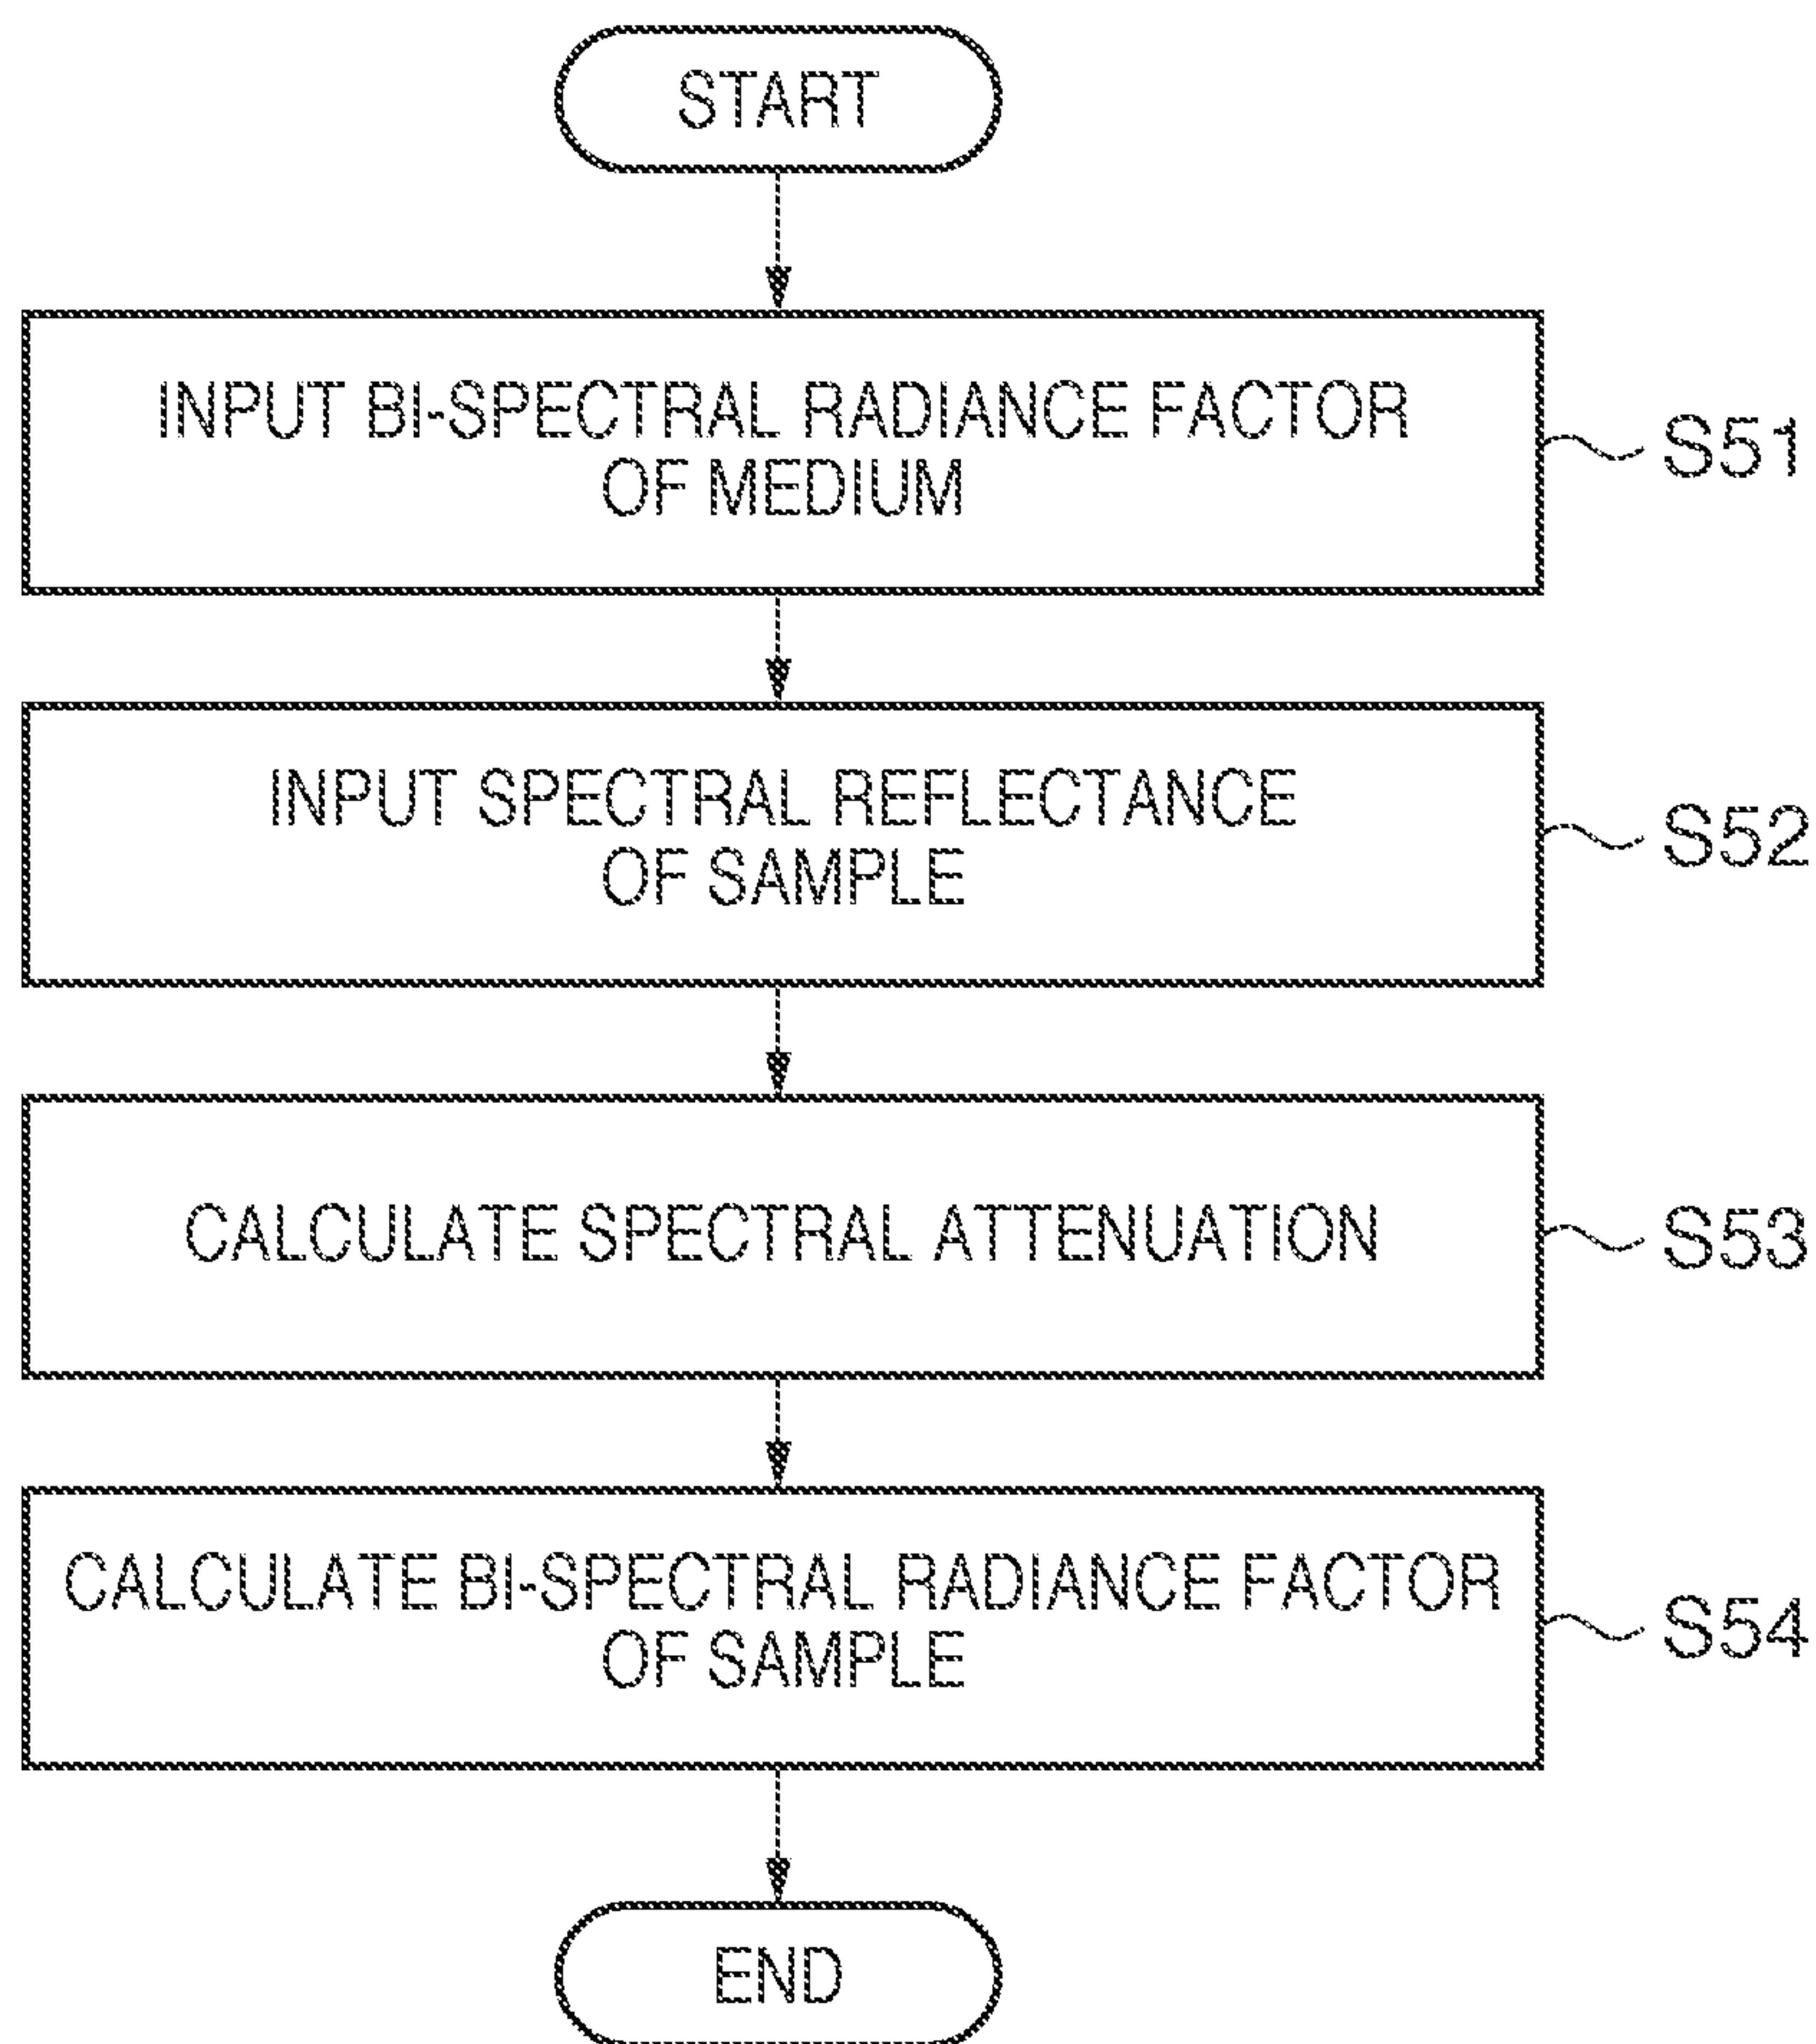 START
INPUT BI-SPECTRAL RADIANCE FACTOR
OF MEDIUM
S51
INPUT SPECTRAL REFLECTANCE
OF SAMPLE
S52
CALCULATE SPECTRAL ATTENUATION
S53
CALCULATE BI-SPECTRAL RADIANCE FACTOR
OF SAMPLE
S54
END